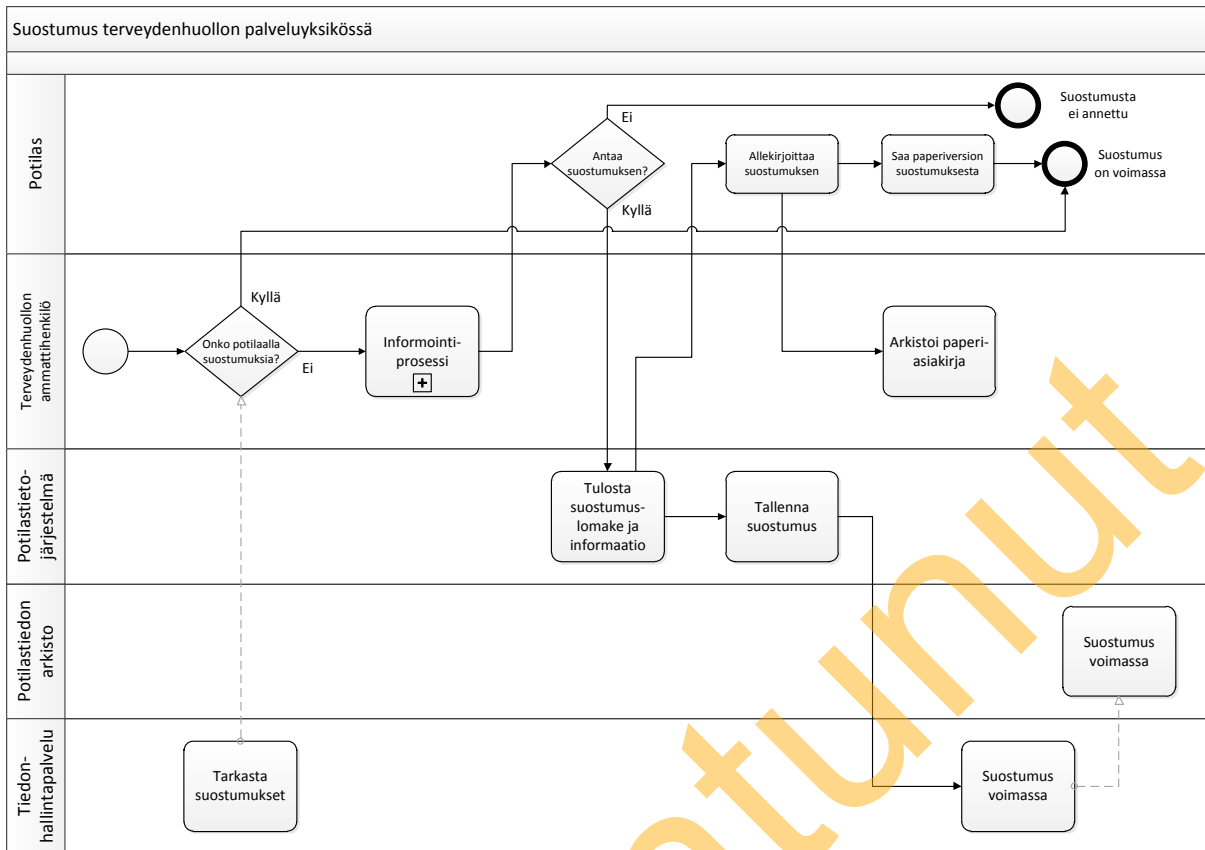 Suostumus terveydenhuollon palveluyksikössä
Potilas
Ei
Suostumusta
ei annettu
Antaa
suostumuksen?
Allekirjoittaa
suostumuksen
Saa paperiversion
suostumuksesta
Suostumus
on voimassa
Kyllä
Terveydenhuollon
ammattihenkilö
Kyllä
Onko potilaalla
suostumuksia?
Ei
Informointi-
prosessi
Arkistoi paperi-
asiakirja
Potilastieto-
järjestelmä
Tulosta
suostumus-
lomake ja
informaatio
Tallenna
suostumus
Potilastiedon
arkisto
Suostumus
voimassa
Tiedon-
hallintapalvelu
Tarkasta
suostumukset
Suostumus
voimassa